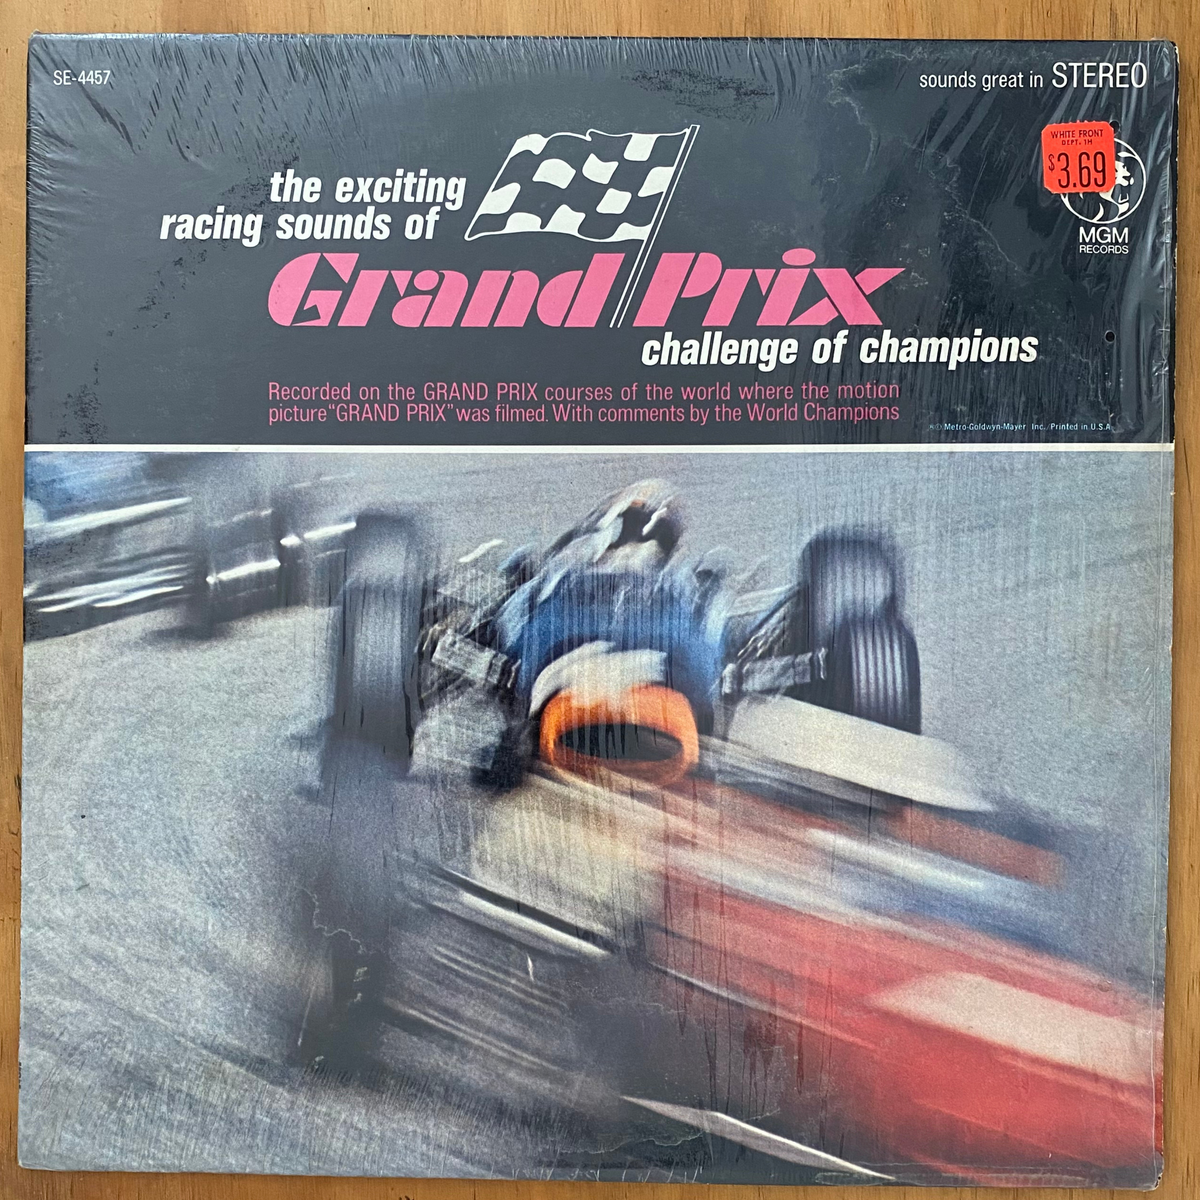 SE-4457
sounds great in STEREO
WHITE FRONT
DEPT. 1M
$3.69
MGM
RECORDS
the exciting
racing sounds of
Grand Prix
challenge of champions
Recorded on the GRAND PRIX courses of the world where the motion
picture "GRAND PRIX" was filmed. With comments by the World Champions
Metro-Goldwyn-Mayer Inc. Printed in U.S.A.